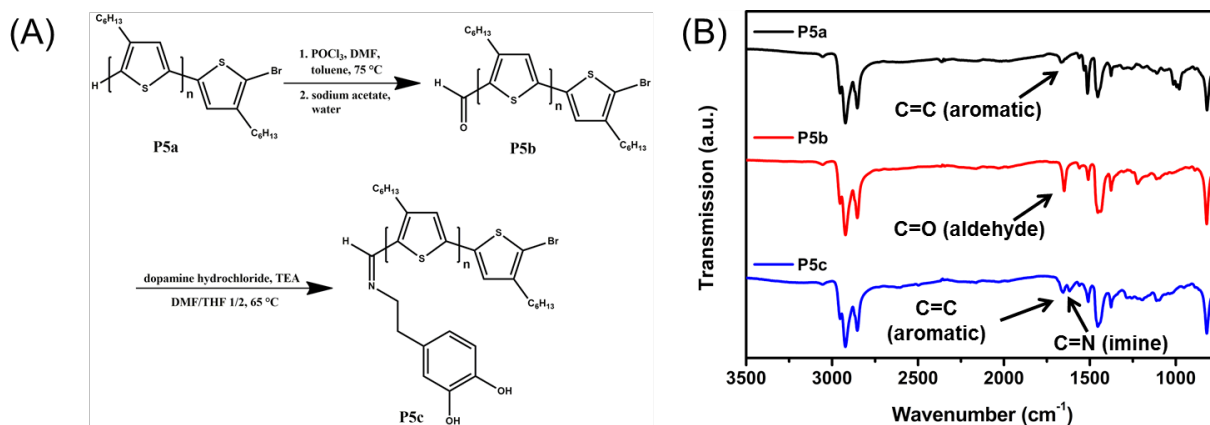 (A)
C6H13
H
S
n
S
Br
C6H13
P5a
1. POCl3, DMF,
toluene, 75 °C
2. sodium acetate,
water
C6H13
H
O
S
n
S
Br
C6H13
P5b
dopamine hydrochloride, TEA
DMF/THF 1/2, 65 °C
C6H13
H
N
S
n
S
Br
C6H13
OH
OH
P5c
(B)
Transmission (a.u.)
P5a
C=C (aromatic)
P5b
C=O (aldehyde)
P5c
C=C
(aromatic)
C=N (imine)
3500 3000 2500 2000 1500 1000
Wavenumber (cm-1)